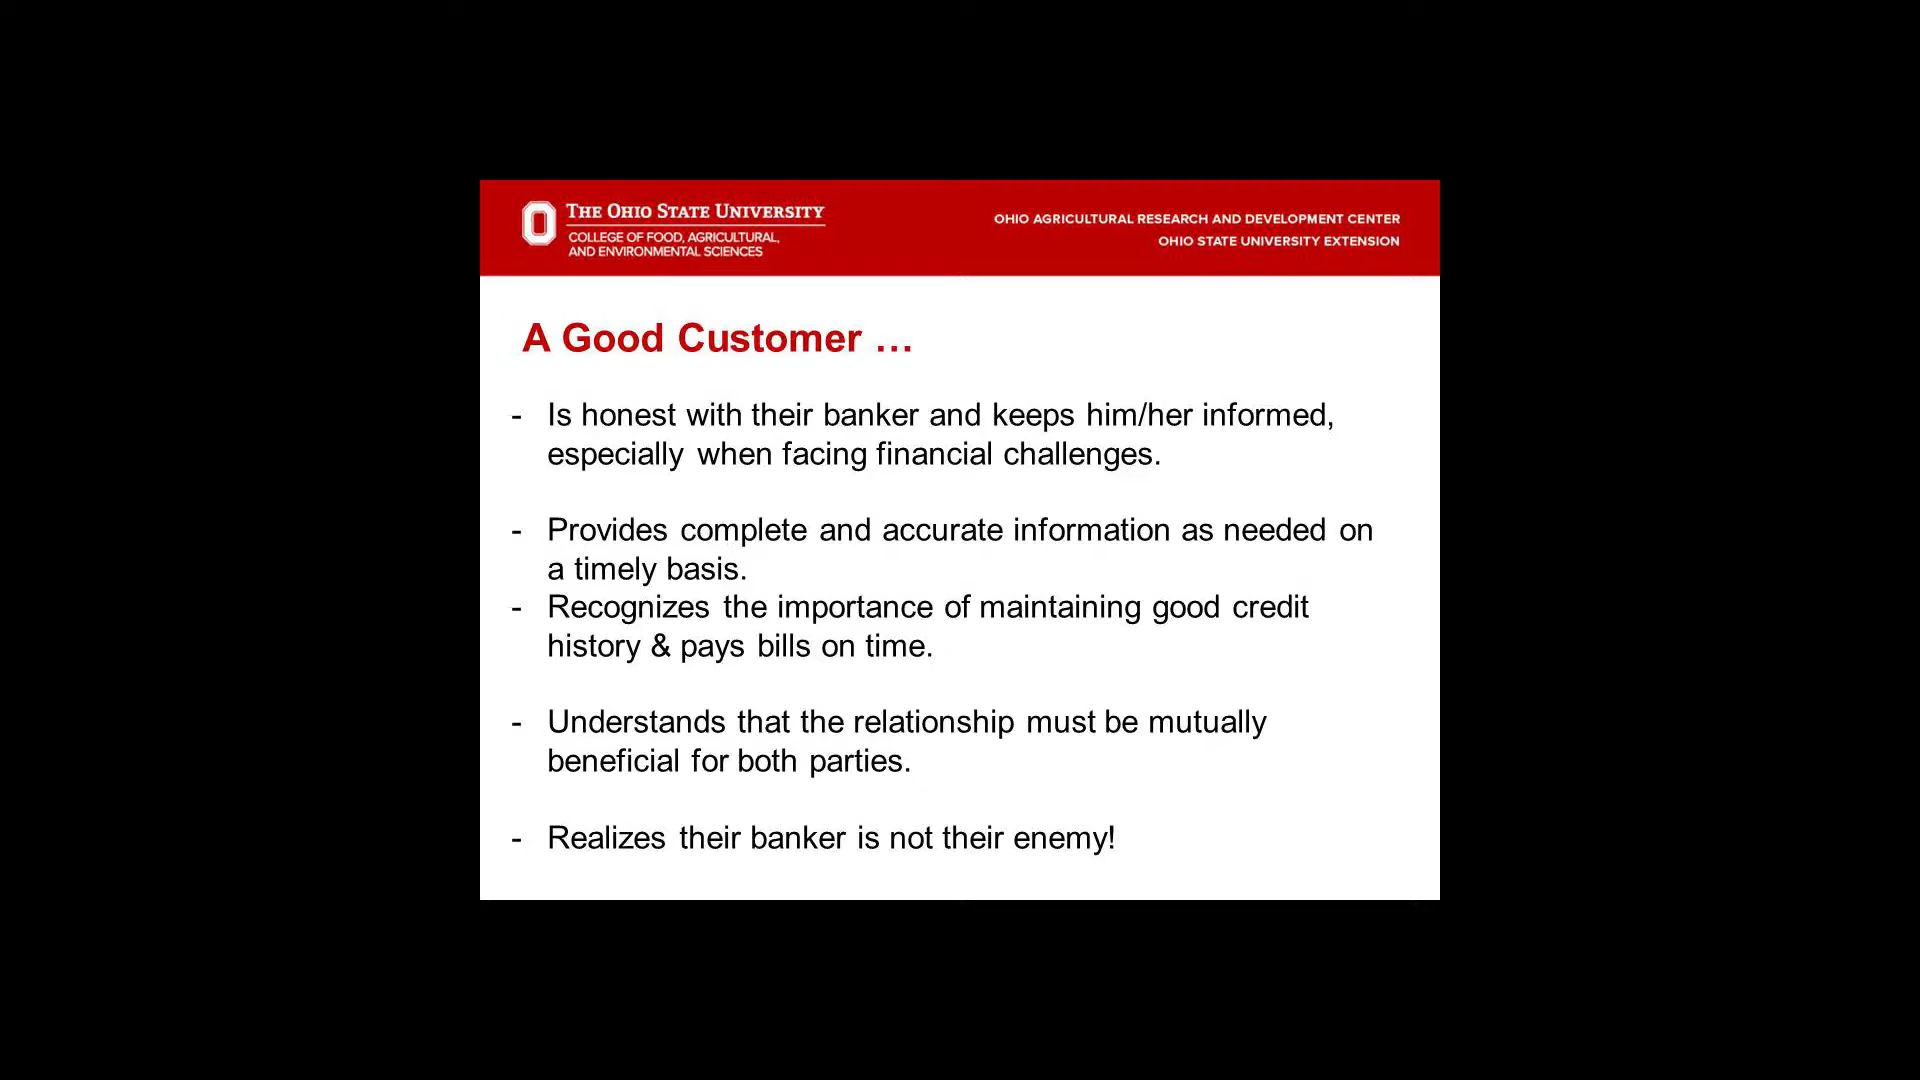 THE OHIO STATE UNIVERSITY
COLLEGE OF FOOD, AGRICULTURAL,
AND ENVIRONMENTAL SCIENCES
OHIO AGRICULTURAL RESEARCH AND DEVELOPMENT CENTER
OHIO STATE UNIVERSITY EXTENSION
A Good Customer …
- Is honest with their banker and keeps him/her informed,
especially when facing financial challenges.
- Provides complete and accurate information as needed on
a timely basis.
- Recognizes the importance of maintaining good credit
history & pays bills on time.
- Understands that the relationship must be mutually
beneficial for both parties.
- Realizes their banker is not their enemy!